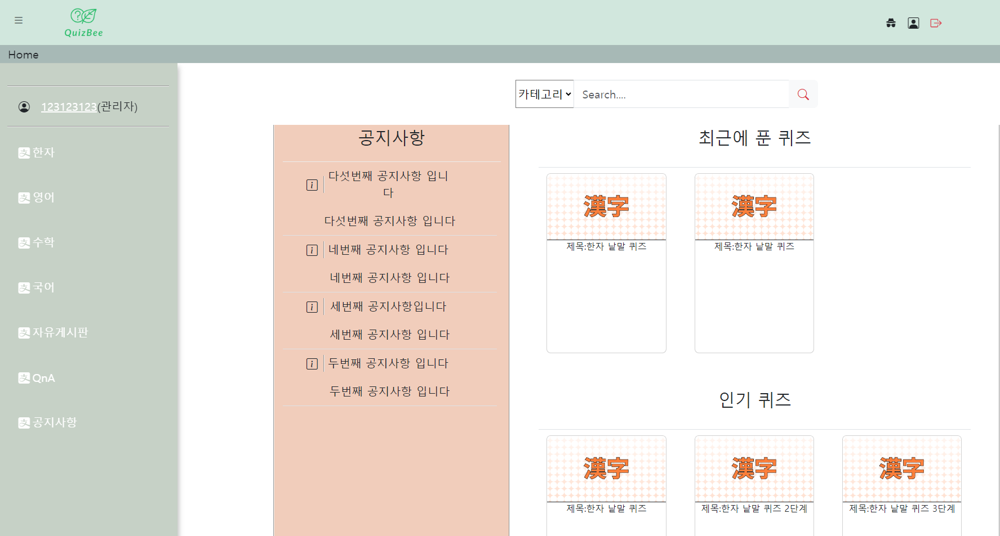 QuizBee
Home
123123123(관리자)
한자
영어
수학
국어
자유게시판
QnA
공지사항
카테고리
Search....
공지사항
다섯번째 공지사항 입니
다
다섯번째 공지사항 입니다
네번째 공지사항 입니다
네번째 공지사항 입니다
세번째 공지사항입니다
세번째 공지사항 입니다
두번째 공지사항 입니다
두번째 공지사항 입니다
최근에 푼 퀴즈
漢字
제목:한자 낱말 퀴즈
漢字
제목:한자 낱말 퀴즈
인기 퀴즈
漢字
제목:한자 낱말 퀴즈
漢字
제목:한자 낱말 퀴즈 2단계
漢字
제목:한자 낱말 퀴즈 3단계